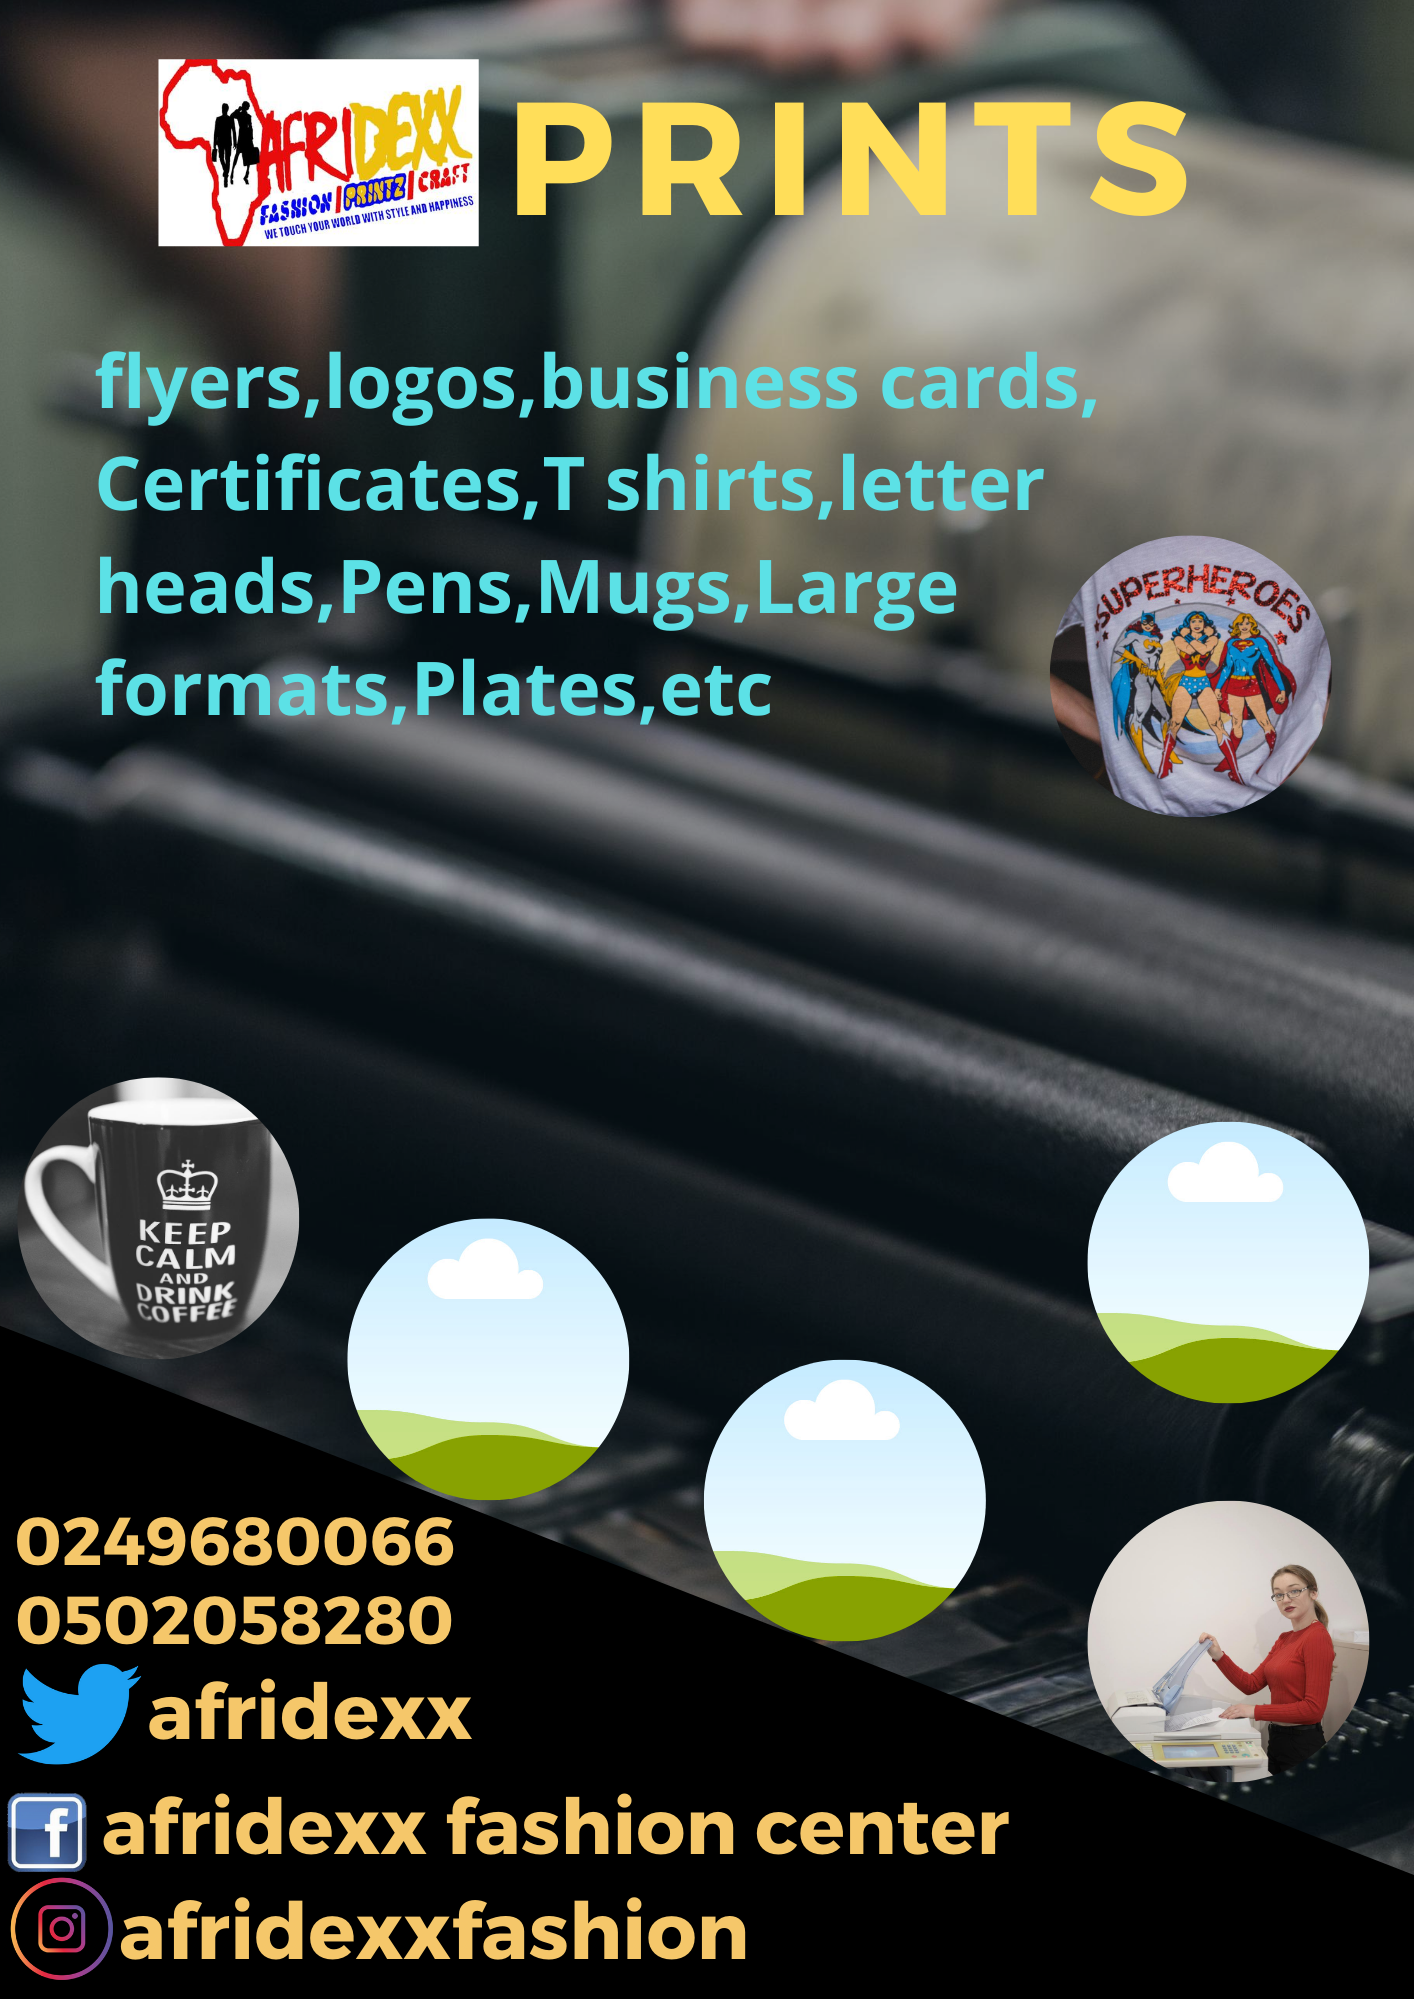 AFRIDEXX
FASHION | PRINTZ | CRAFT
WE TOUCH YOUR WORLD WITH STYLE AND HAPPINESS
PRINTS
flyers,logos,business cards,
Certificates,T shirts,letter
heads,Pens,Mugs,Large
formats,Plates,etc
SUPERHEROES
KEEP
CALM
AND
DRINK
COFFEE
0249680066
0502058280
afridexx
f afridexx fashion center
afridexxfashion